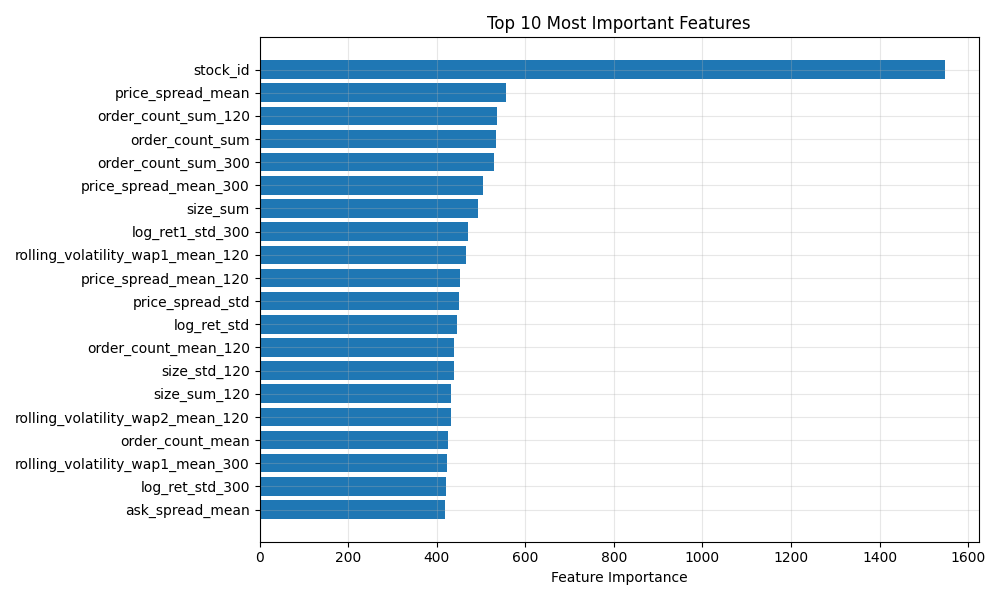 Top 10 Most Important Features
stock_id
price_spread_mean
order_count_sum_120
order_count_sum
order_count_sum_300
price_spread_mean_300
size_sum
log_ret1_std_300
rolling_volatility_wap1_mean_120
price_spread_mean_120
price_spread_std
log_ret_std
order_count_mean_120
size_std_120
size_sum_120
rolling_volatility_wap2_mean_120
order_count_mean
rolling_volatility_wap1_mean_300
log_ret_std_300
ask_spread_mean
0 200 400 600 800 1000 1200 1400 1600
Feature Importance